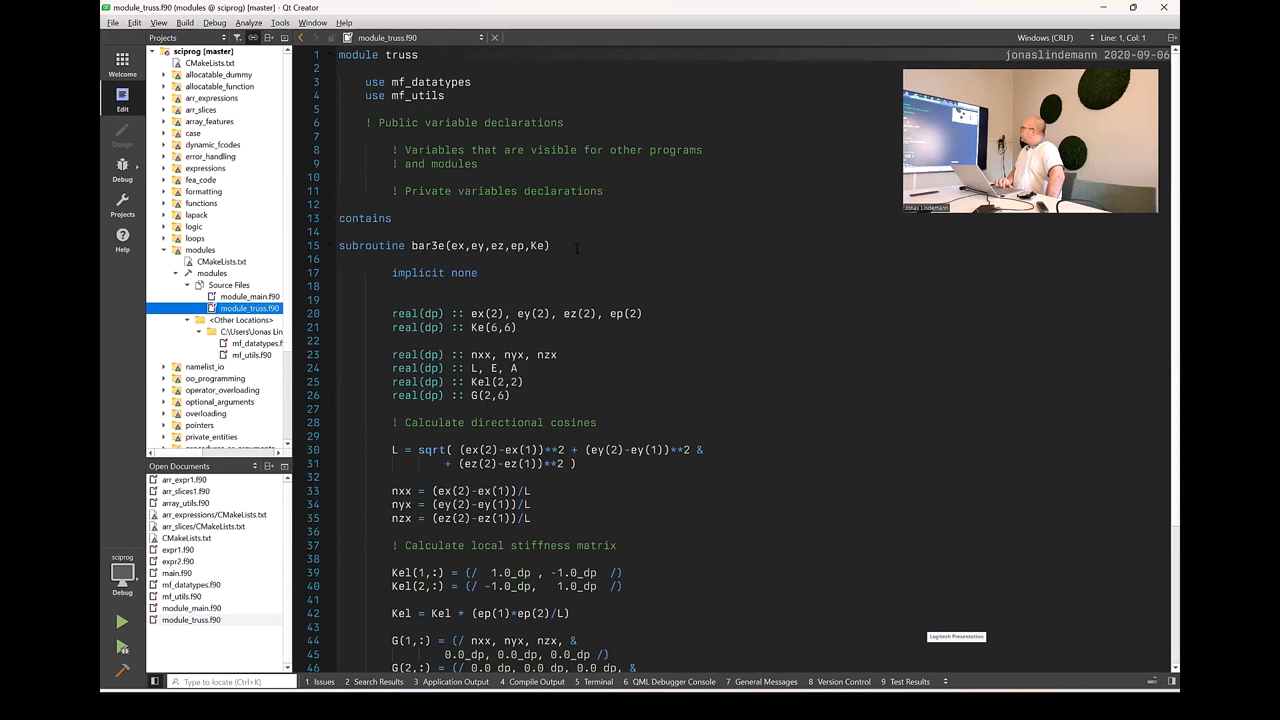 module_truss.f90 (modules @ sciprog) [master] - Qt Creator
File Edit View Build Debug Analyze Tools Window Help
Projects
module_truss.f90
Windows (CRLF)
Line: 1, Col: 1
Welcome
Edit
Design
Debug
Projects
Help
sciprog
Debug
sciprog [master]
CMakeLists.txt
allocatable_dummy
allocatable_function
arr_expressions
arr_slices
array_features
case
dynamic_fcodes
error_handling
expressions
fea_code
formatting
functions
lapack
logic
loops
modules
CMakeLists.txt
modules
Source Files
module_main.f90
module_truss.f90
<Other Locations>
C:\Users\Jonas Lin
mf_datatypes.f
mf_utils.f90
namelist_io
oo_programming
operator_overloading
optional_arguments
overloading
pointers
private_entities
Open Documents
arr_expr1.f90
arr_slices1.f90
array_utils.f90
arr_expressions/CMakeLists.txt
arr_slices/CMakeLists.txt
CMakeLists.txt
expr1.f90
expr2.f90
main.f90
mf_datatypes.f90
mf_utils.f90
module_main.f90
module_truss.f90
1 module truss
jonaslindemann 2020-09-06
2
3 use mf_datatypes
4 use mf_utils
5
6 ! Public variable declarations
7
8 ! Variables that are visible for other programs
9 ! and modules
10
11 ! Private variables declarations
12
13 contains
14
15 subroutine bar3e(ex,ey,ez,ep,Ke)
16
17 implicit none
18
19
20 real(dp) :: ex(2), ey(2), ez(2), ep(2)
21 real(dp) :: Ke(6,6)
22
23 real(dp) :: nxx, nyx, nzx
24 real(dp) :: L, E, A
25 real(dp) :: Kel(2,2)
26 real(dp) :: G(2,6)
27
28 ! Calculate directional cosines
29
30 L = sqrt( (ex(2)-ex(1))**2 + (ey(2)-ey(1))**2 &
31 + (ez(2)-ez(1))**2 )
32
33 nxx = (ex(2)-ex(1))/L
34 nyx = (ey(2)-ey(1))/L
35 nzx = (ez(2)-ez(1))/L
36
37 ! Calculate local stiffness matrix
38
39 Kel(1,:) = (/ 1.0_dp , -1.0_dp /)
40 Kel(2,:) = (/ -1.0_dp, 1.0_dp /)
41
42 Kel = Kel * (ep(1)*ep(2)/L)
43
44 G(1,:) = (/ nxx, nyx, nzx, &
45 0.0_dp, 0.0_dp, 0.0_dp /)
46 G(2,:) = (/ 0.0_dp, 0.0_dp, 0.0_dp, &
Jonas Lindemann
Logitech Presentation
Type to locate (Ctrl+K)
1 Issues 2 Search Results 3 Application Output 4 Compile Output 5 Terminal 6 QML Debugger Console 7 General Messages 8 Version Control 9 Test Results